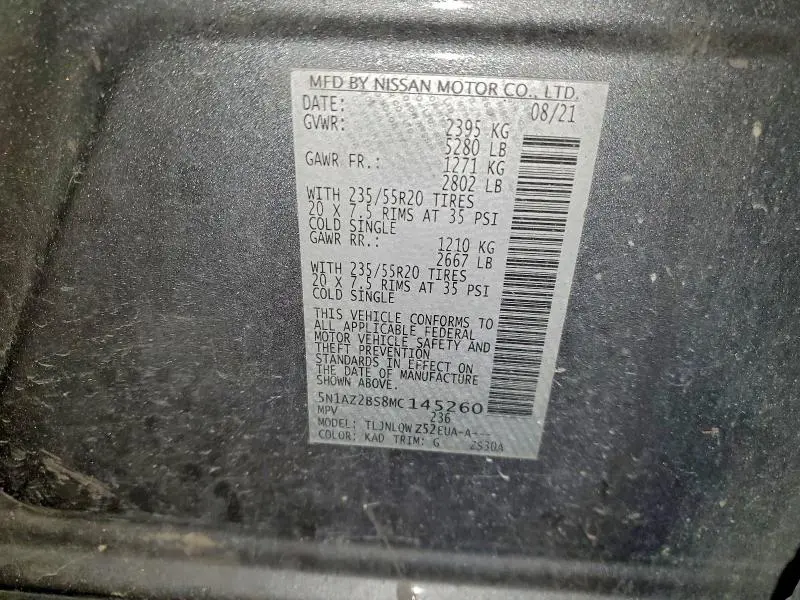 MFD BY NISSAN MOTOR CO., LTD.
DATE: 08/21
GVWR: 2395 KG
5280 LB
GAWR FR.: 1271 KG
2802 LB
WITH 235/55R20 TIRES
20 X 7.5 RIMS AT 35 PSI
COLD SINGLE
GAWR RR.: 1210 KG
2667 LB
WITH 235/55R20 TIRES
20 X 7.5 RIMS AT 35 PSI
COLD SINGLE
THIS VEHICLE CONFORMS TO
ALL APPLICABLE FEDERAL
MOTOR VEHICLE SAFETY AND
THEFT PREVENTION
STANDARDS IN EFFECT ON
THE DATE OF MANUFACTURE
SHOWN ABOVE.
5N1AZ2BS8MC145260
MPV 236
MODEL: TLJNLQW Z52EUA-A---
COLOR: KAD TRIM: G 2S30A